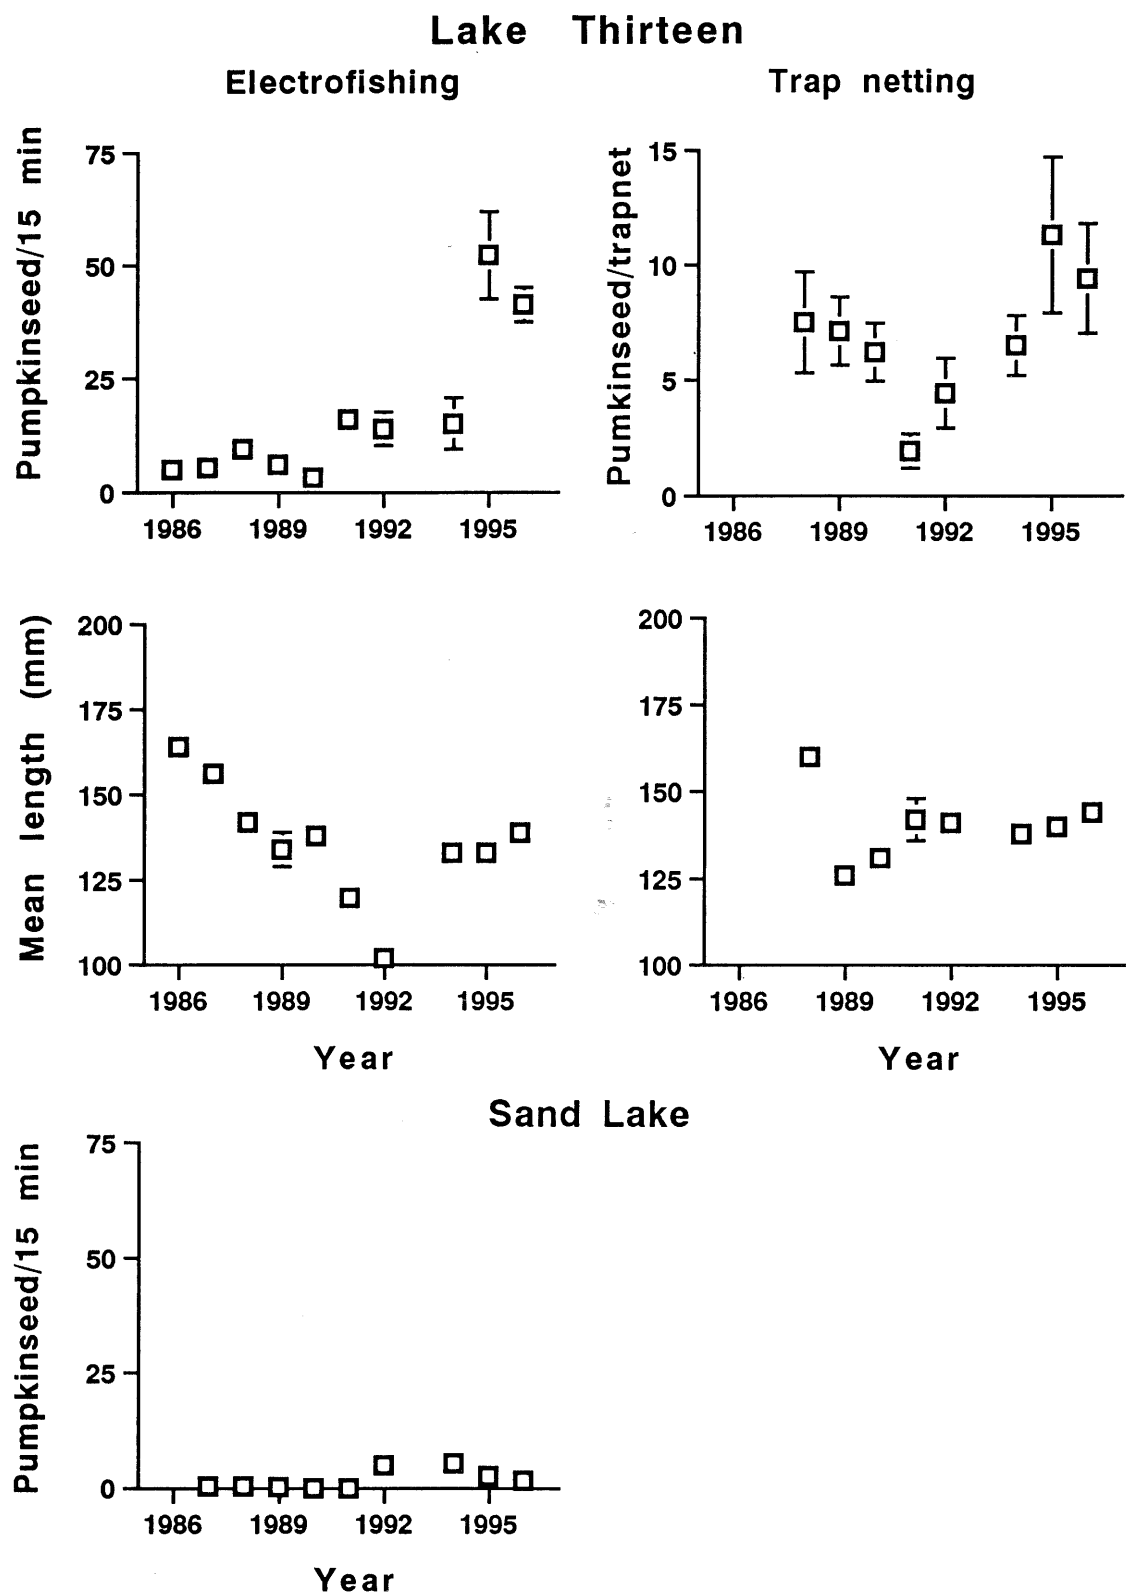 Lake Thirteen
Electrofishing
Trap netting
Pumpkinseed/15 min
75
50
25
0
1986 1989 1992 1995
Pumkinseed/trapnet
15
10
5
0
1986 1989 1992 1995
Mean length (mm)
200
175
150
125
100
1986 1989 1992 1995
Year
200
175
150
125
100
1986 1989 1992 1995
Year
Sand Lake
Pumpkinseed/15 min
75
50
25
0
1986 1989 1992 1995
Year